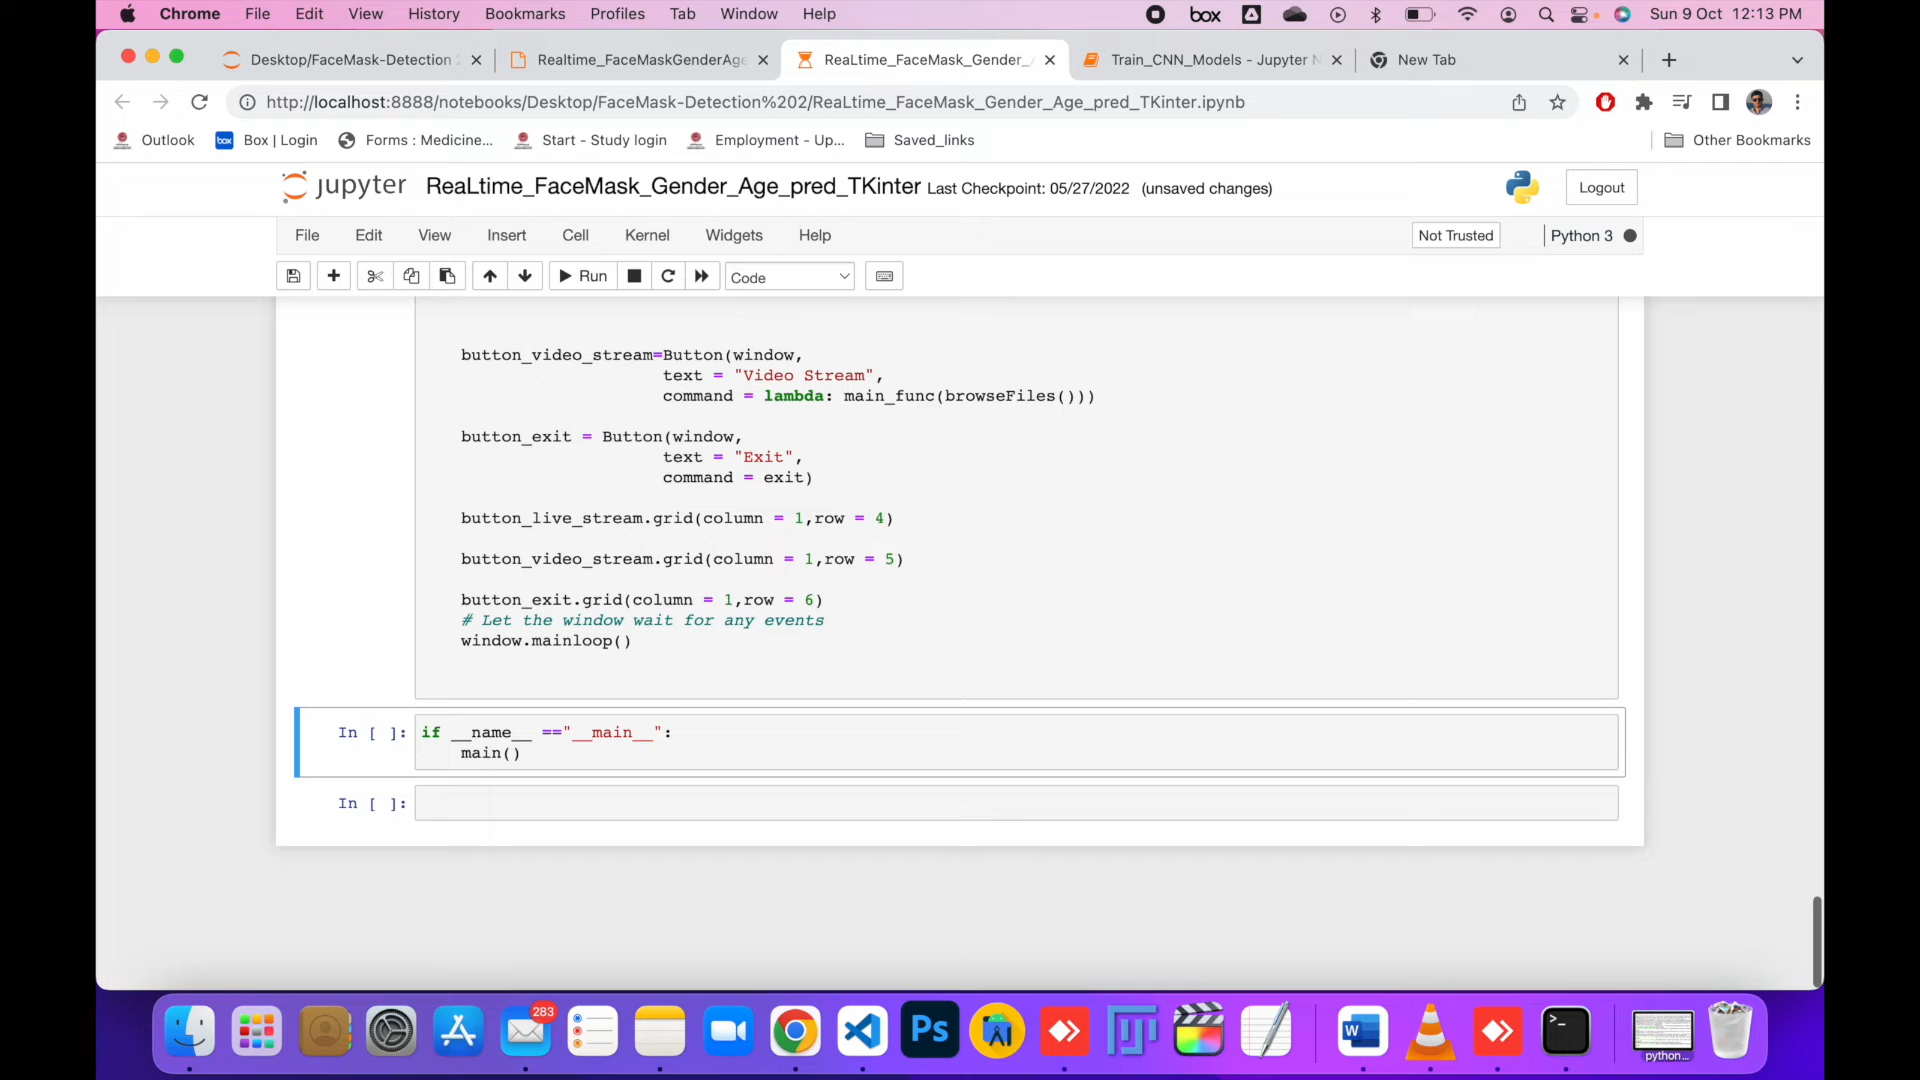 Chrome File Edit View History Bookmarks Profiles Tab Window Help box Sun 9 Oct 12:13 PM
Desktop/FaceMask-Detection 2 Realtime_FaceMaskGenderAge ReaLtime_FaceMask_Gender_ Train_CNN_Models - Jupyter N New Tab
http://localhost:8888/notebooks/Desktop/FaceMask-Detection%202/ReaLtime_FaceMask_Gender_Age_pred_TKinter.ipynb
Outlook box Box | Login Forms : Medicine... Start - Study login Employment - Up... Saved_links Other Bookmarks
jupyter ReaLtime_FaceMask_Gender_Age_pred_TKinter Last Checkpoint: 05/27/2022 (unsaved changes) Logout
File Edit View Insert Cell Kernel Widgets Help Not Trusted Python 3
Run Code
button_video_stream=Button(window,
text = "Video Stream",
command = lambda: main_func(browseFiles()))
button_exit = Button(window,
text = "Exit",
command = exit)
button_live_stream.grid(column = 1,row = 4)
button_video_stream.grid(column = 1,row = 5)
button_exit.grid(column = 1,row = 6)
# Let the window wait for any events
window.mainloop()
In [ ]: if __name__ =="__main__":
main()
In [ ]:
283
Ps
W
>_
python...